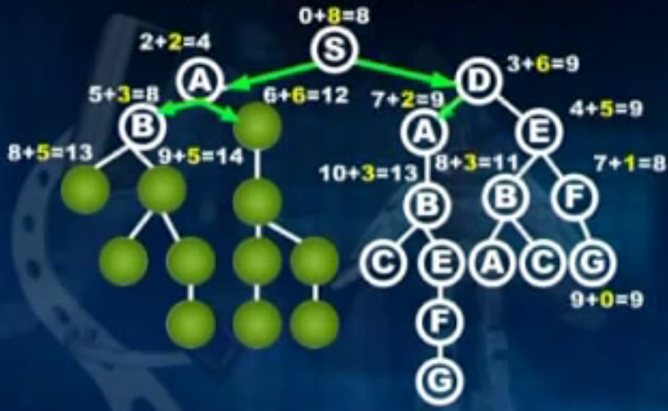 0+8=8
S
2+2=4
A
D
3+6=9
5+3=8
6+6=12
7+2=9
4+5=9
B
A
E
8+5=13
9+5=14
10+3=13
8+3=11
7+1=8
B
B
F
C
E
A
C
G
9+0=9
F
G